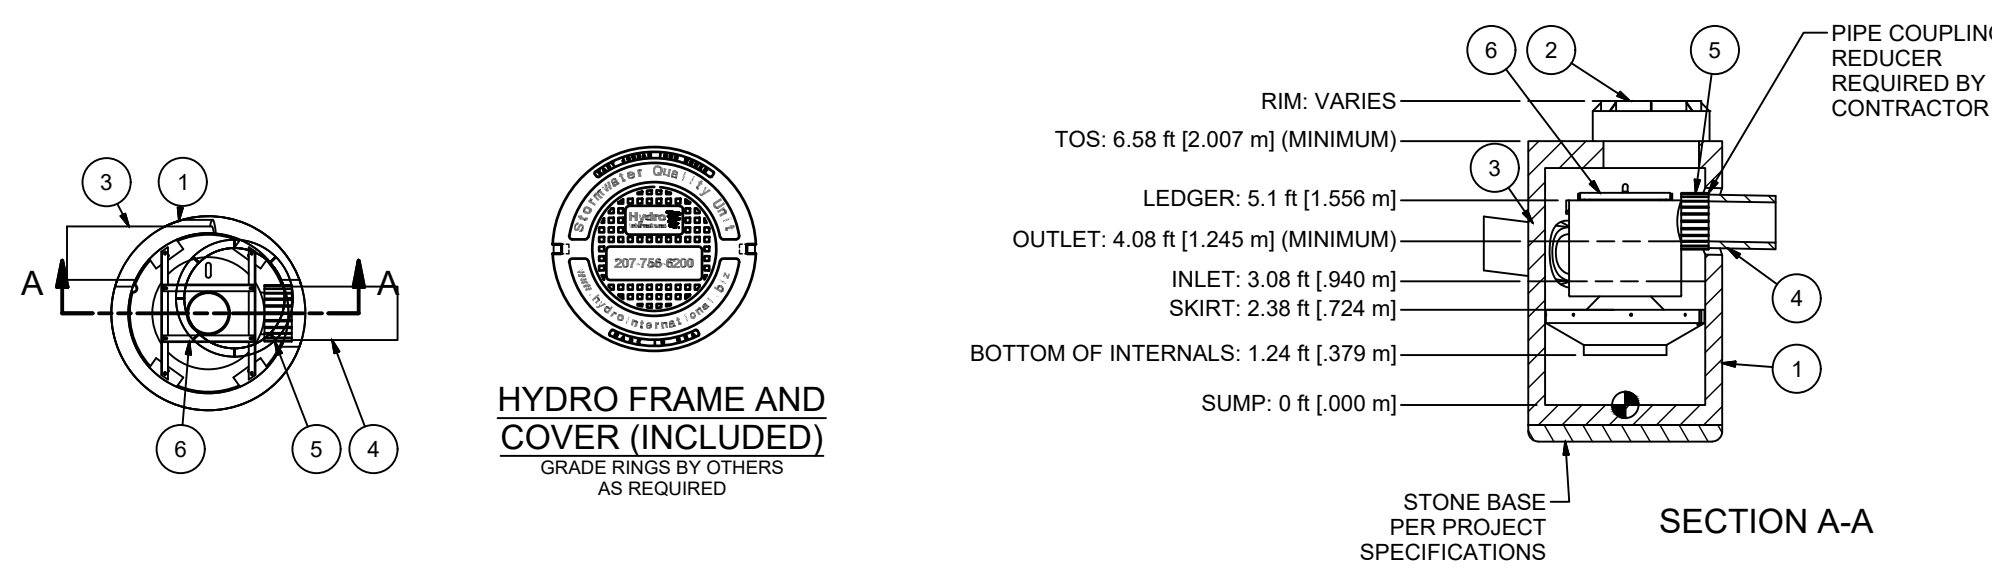 3
1
A
A
6
5
4
Stormwater Quality Unit
Hydro
207-756-6200
www.hydrointernational.biz
HYDRO FRAME AND
COVER (INCLUDED)
GRADE RINGS BY OTHERS
AS REQUIRED
6
2
5
PIPE COUPLING
REDUCER
REQUIRED BY
CONTRACTOR
RIM: VARIES
TOS: 6.58 ft [2.007 m] (MINIMUM)
3
LEDGER: 5.1 ft [1.556 m]
OUTLET: 4.08 ft [1.245 m] (MINIMUM)
INLET: 3.08 ft [.940 m]
SKIRT: 2.38 ft [.724 m]
4
BOTTOM OF INTERNALS: 1.24 ft [.379 m]
1
SUMP: 0 ft [.000 m]
STONE BASE
PER PROJECT
SPECIFICATIONS
SECTION A-A